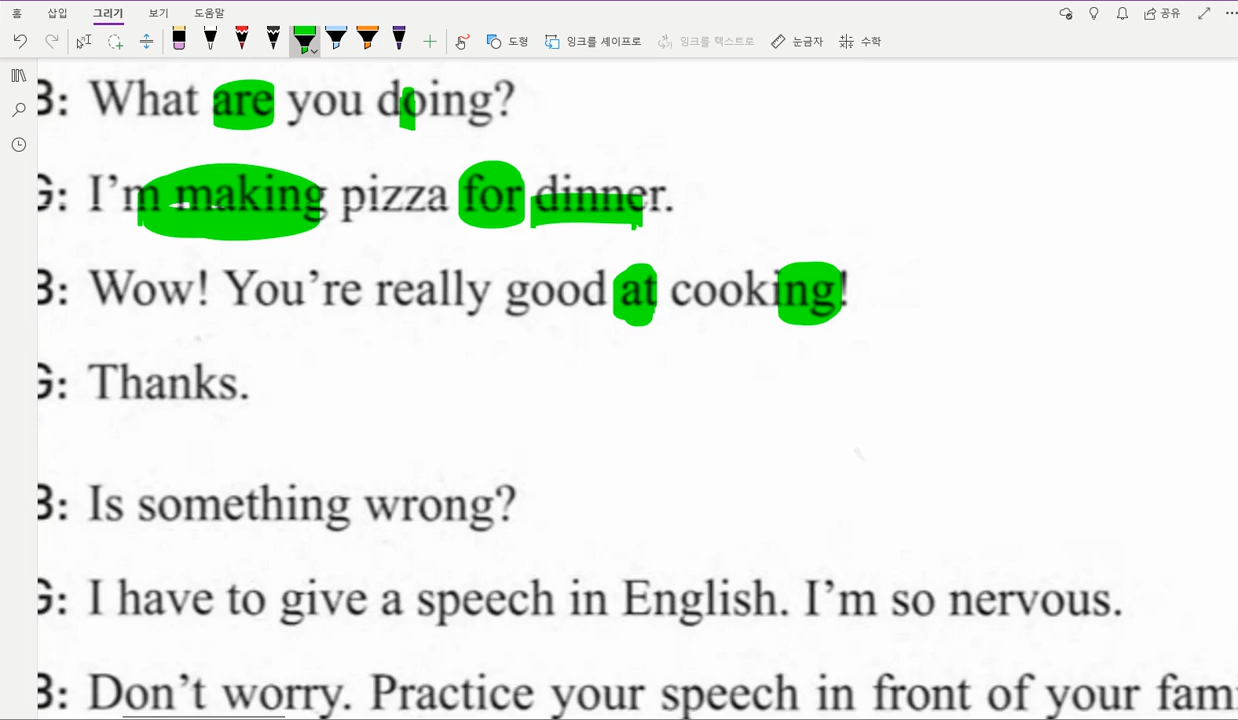 홈 삽입 그리기 보기 도움말 공유
도형 잉크를 셰이프로 잉크를 텍스트로 눈금자 수학
B: What are you doing?
G: I'm making pizza for dinner.
B: Wow! You're really good at cooking!
G: Thanks.
B: Is something wrong?
G: I have to give a speech in English. I'm so nervous.
B: Don't worry. Practice your speech in front of your